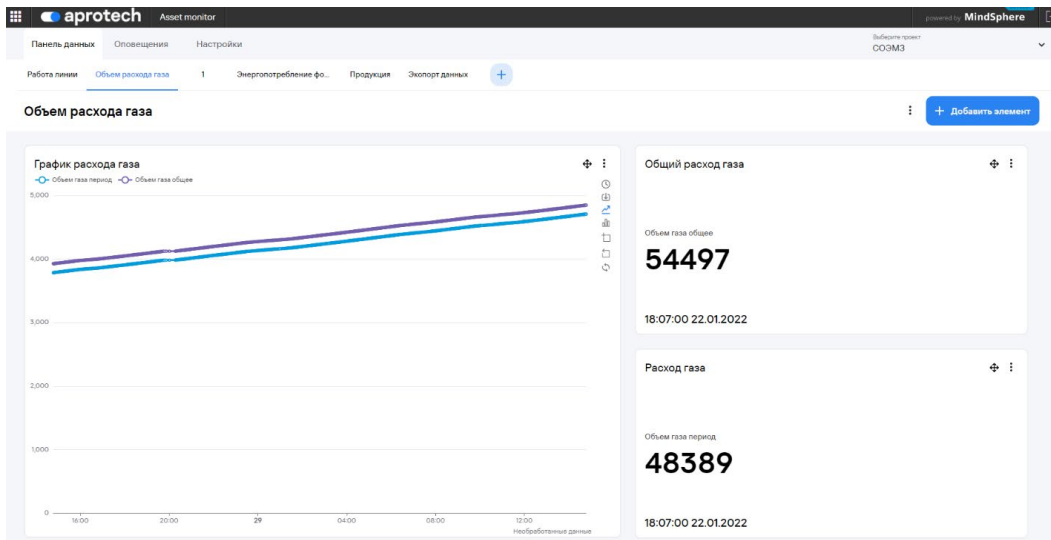 aprotech Asset monitor powered by MindSphere
Панель данных Оповещения Настройки Выберите проект
СОЭМЗ
Работа линии Объем расхода газа 1 Энергопотребление фо... Продукция Экспорт данных +
Объем расхода газа + Добавить элемент
График расхода газа
Объем газа период Объем газа общее
5,000
4,000
3,000
2,000
1,000
0
16:00 20:00 29 04:00 08:00 12:00
Необработанные данные
Общий расход газа
Объем газа общее
54497
18:07:00 22.01.2022
Расход газа
Объем газа период
48389
18:07:00 22.01.2022